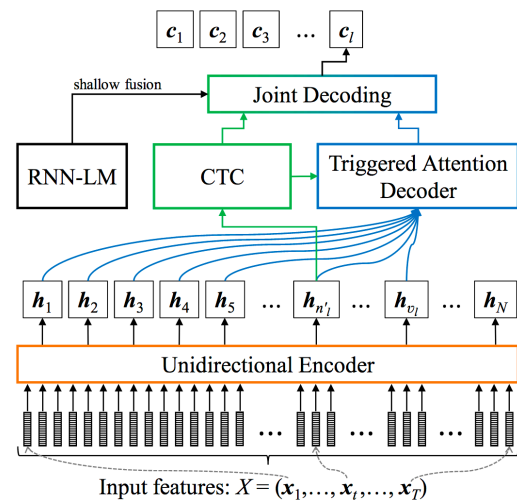 c1 c2 c3 ... cl
shallow fusion
Joint Decoding
RNN-LM
CTC
Triggered Attention
Decoder
h1 h2 h3 h4 h5 ... hn'l ... hνl ... hN
Unidirectional Encoder
... ... ...
Input features: X = (x1,..., xt,..., xT)